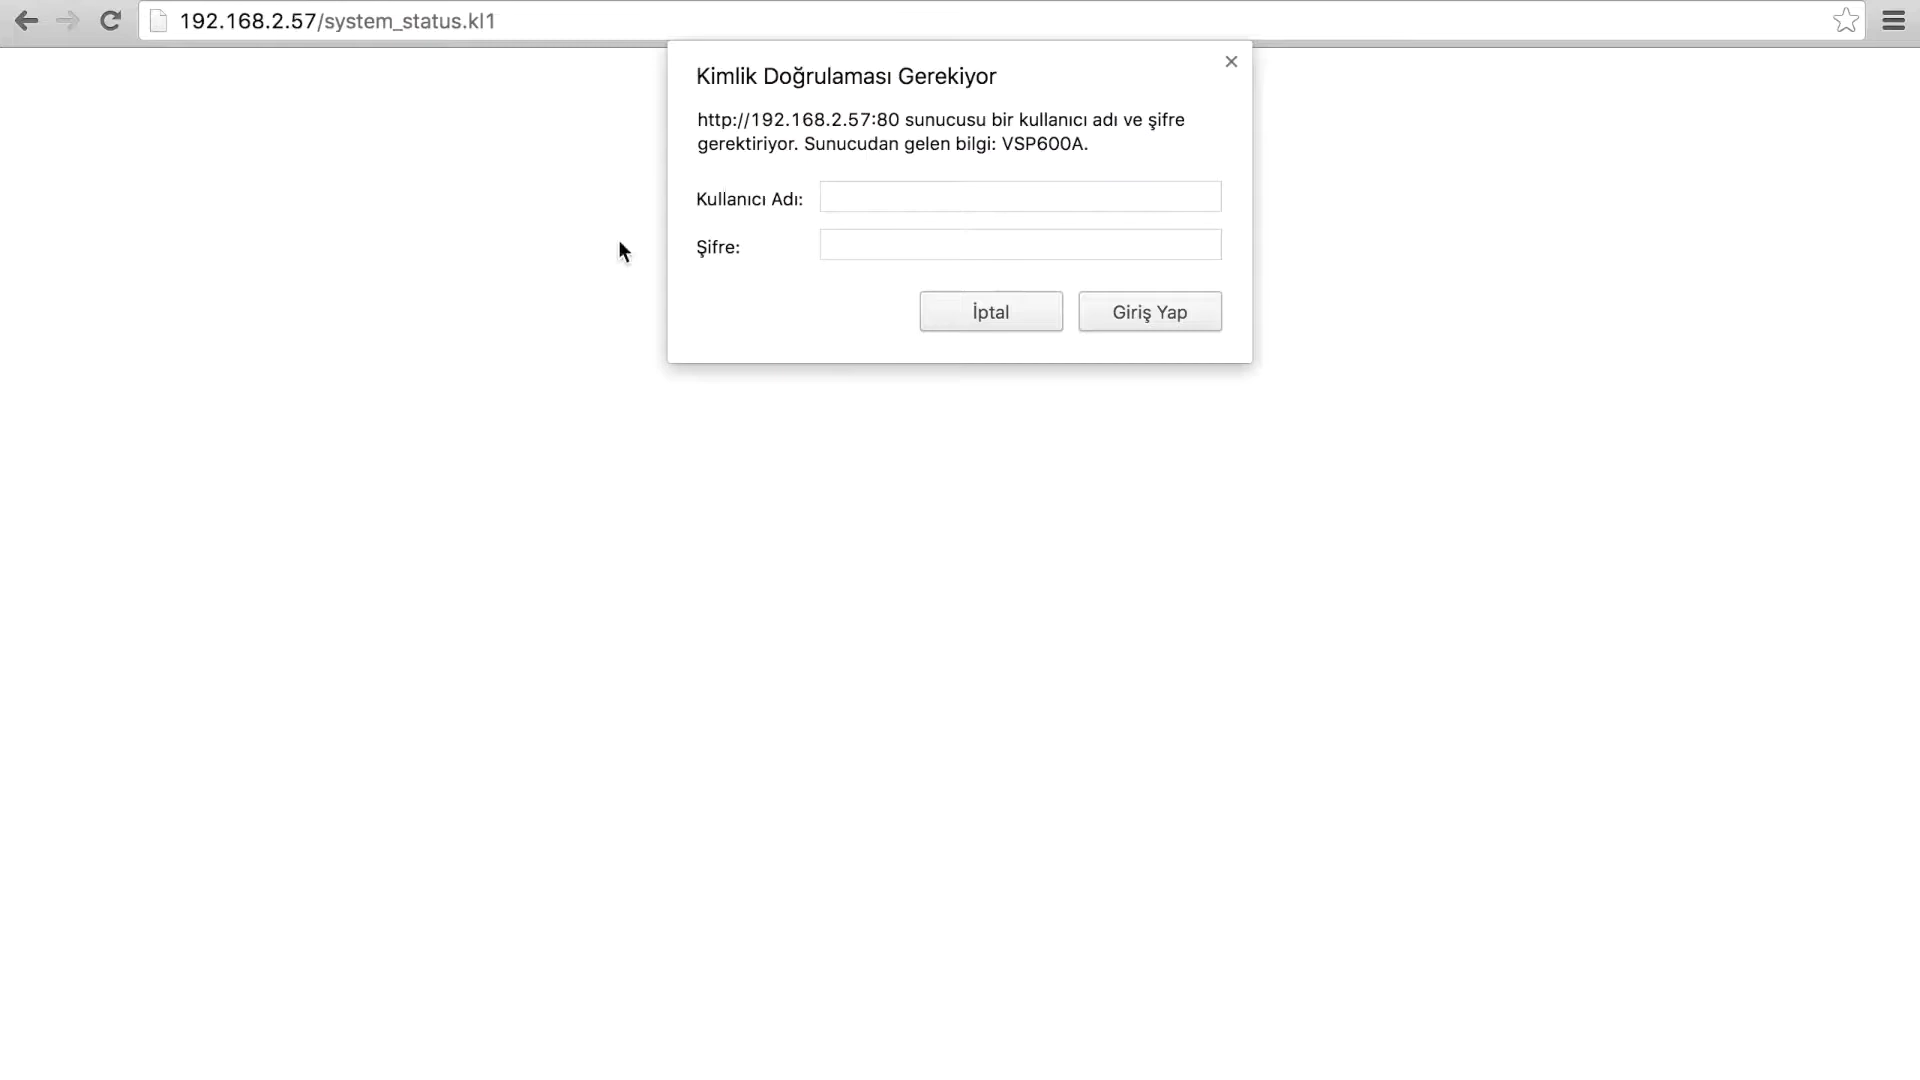 192.168.2.57/system_status.kl1
Kimlik Doğrulaması Gerekiyor
http://192.168.2.57:80 sunucusu bir kullanıcı adı ve şifre
gerektiriyor. Sunucudan gelen bilgi: VSP600A.
Kullanıcı Adı:
Şifre:
İptal
Giriş Yap